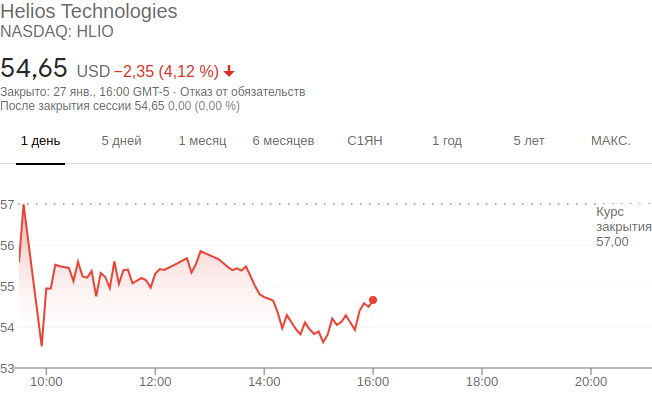 Helios Technologies
NASDAQ: HLIO
54,65 USD −2,35 (4,12 %)
Закрыто: 27 янв., 16:00 GMT-5 · Отказ от обязательств
После закрытия сессии 54,65 0,00 (0,00 %)
1 день 5 дней 1 месяц 6 месяцев С1ЯН 1 год 5 лет МАКС.
57
Курс
закрытия
57,00
56
55
54
53
10:00 12:00 14:00 16:00 18:00 20:00